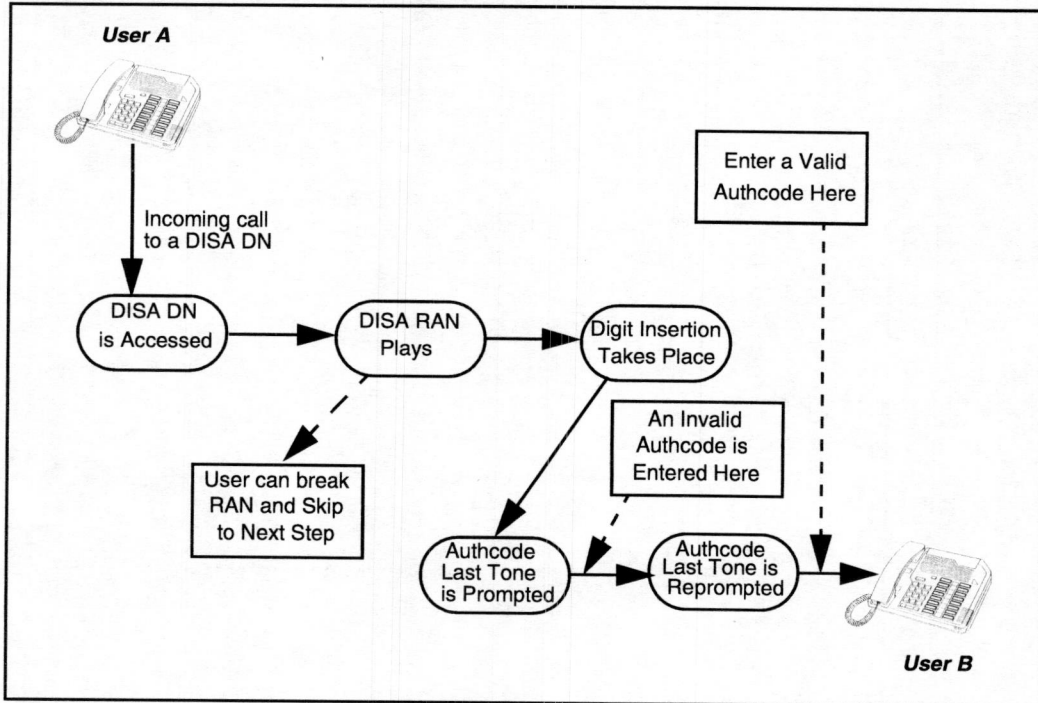 User A
Incoming call
to a DISA DN
Enter a Valid
Authcode Here
DISA DN
is Accessed
DISA RAN
Plays
Digit Insertion
Takes Place
User can break
RAN and Skip
to Next Step
An Invalid
Authcode is
Entered Here
Authcode
Last Tone
is Prompted
Authcode
Last Tone is
Reprompted
User B